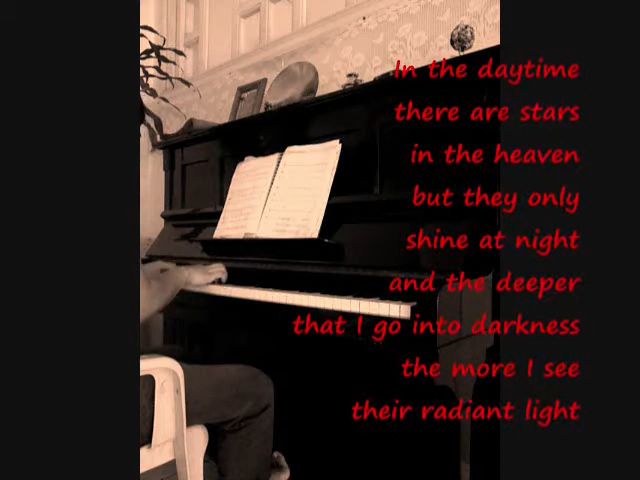 In the daytime
there are stars
in the heaven
but they only
shine at night
and the deeper
that I go into darkness
the more I see
their radiant light